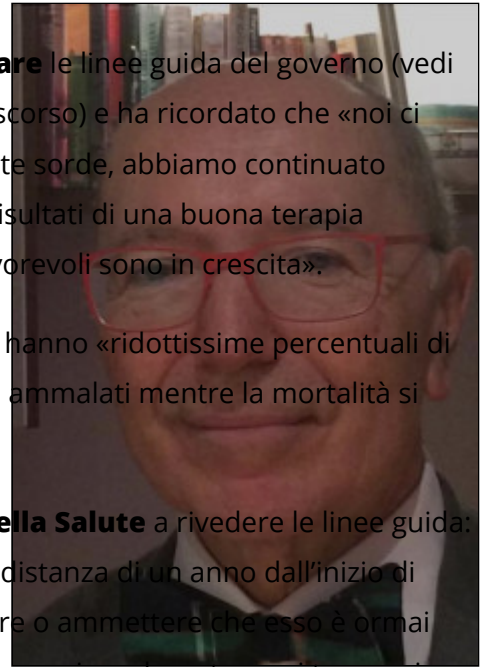 are le linee guida del governo (vedi
scorso) e ha ricordato che «noi ci
te sorde, abbiamo continuato
isultati di una buona terapia
vorevoli sono in crescita».
hanno «ridottissime percentuali di
ammalati mentre la mortalità si
ella Salute a rivedere le linee guida:
distanza di un anno dall'inizio di
re o ammettere che esso è ormai